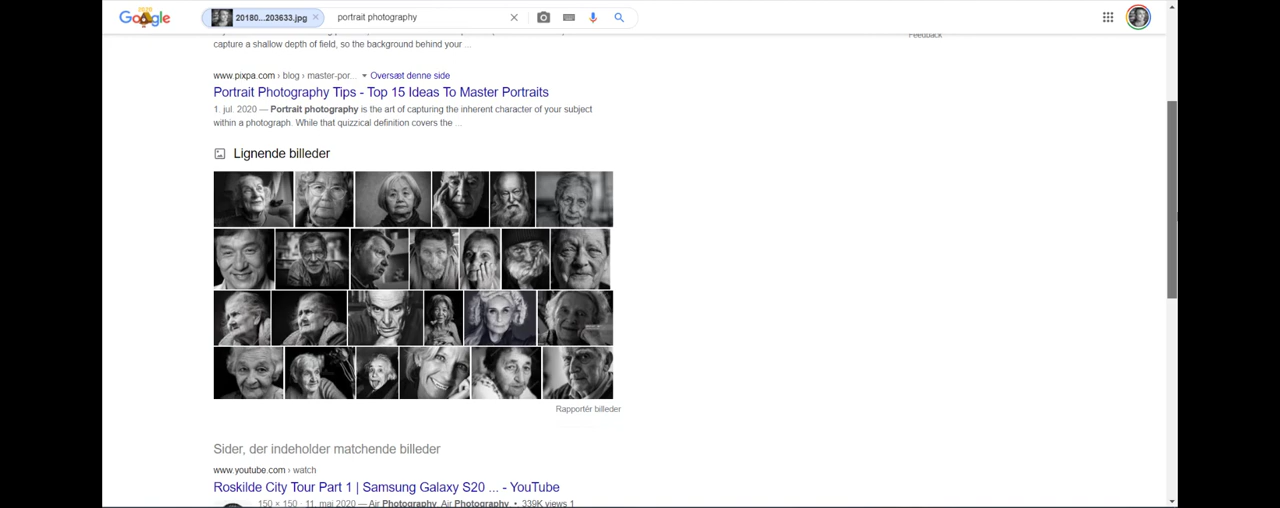 2020
Google
20180...203633.jpg
portrait photography
capture a shallow depth of field, so the background behind your ...
Feedback
www.pixpa.com › blog › master-por... Oversæt denne side
Portrait Photography Tips - Top 15 Ideas To Master Portraits
1. jul. 2020 — Portrait photography is the art of capturing the inherent character of your subject
within a photograph. While that quizzical definition covers the ...
Lignende billeder
Rapportér billeder
Sider, der indeholder matchende billeder
www.youtube.com › watch
Roskilde City Tour Part 1 | Samsung Galaxy S20 ... - YouTube
150 × 150 · 11. maj 2020 — Air Photography. Air Photography. • 339K views 1